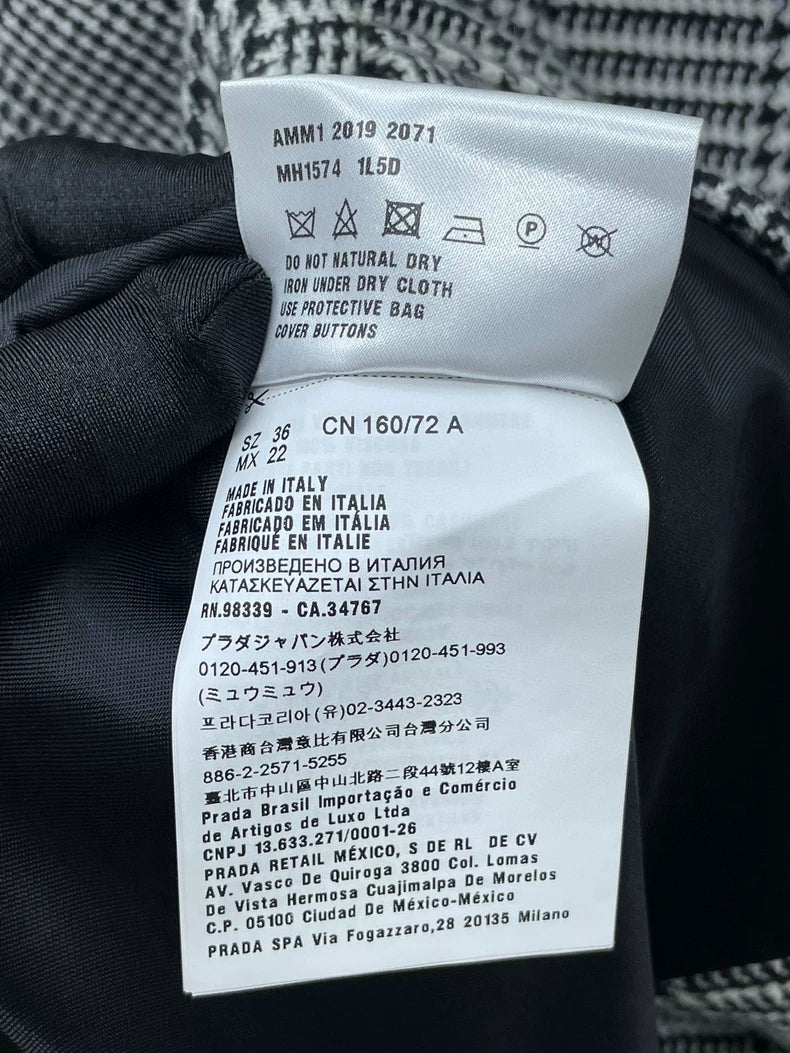 AMM1 2019 2071
MH1574 1L5D
P
W
DO NOT NATURAL DRY
IRON UNDER DRY CLOTH
USE PROTECTIVE BAG
COVER BUTTONS
SZ 36 CN 160/72 A
MX 22
MADE IN ITALY
FABRICADO EN ITALIA
FABRICADO EM ITÁLIA
FABRIQUÉ EN ITALIE
ПРОИЗВЕДЕНО В ИТАЛИЯ
ΚΑΤΑΣΚΕΥΑΖΕΤΑΙ ΣΤΗΝ ΙΤΑΛΙΑ
RN.98339 - CA.34767
プラダジャパン株式会社
0120-451-913(プラダ)0120-451-993
(ミュウミュウ)
프라다코리아(유)02-3443-2323
香港商台灣意比有限公司台灣分公司
886-2-2571-5255
臺北市中山區中山北路二段44號12樓A室
Prada Brasil Importação e Comércio
de Artigos de Luxo Ltda
CNPJ 13.633.271/0001-26
PRADA RETAIL MÉXICO, S DE RL DE CV
AV. Vasco De Quiroga 3800 Col. Lomas
De Vista Hermosa Cuajimalpa De Morelos
C.P. 05100 Ciudad De México-México
PRADA SPA Via Fogazzaro,28 20135 Milano